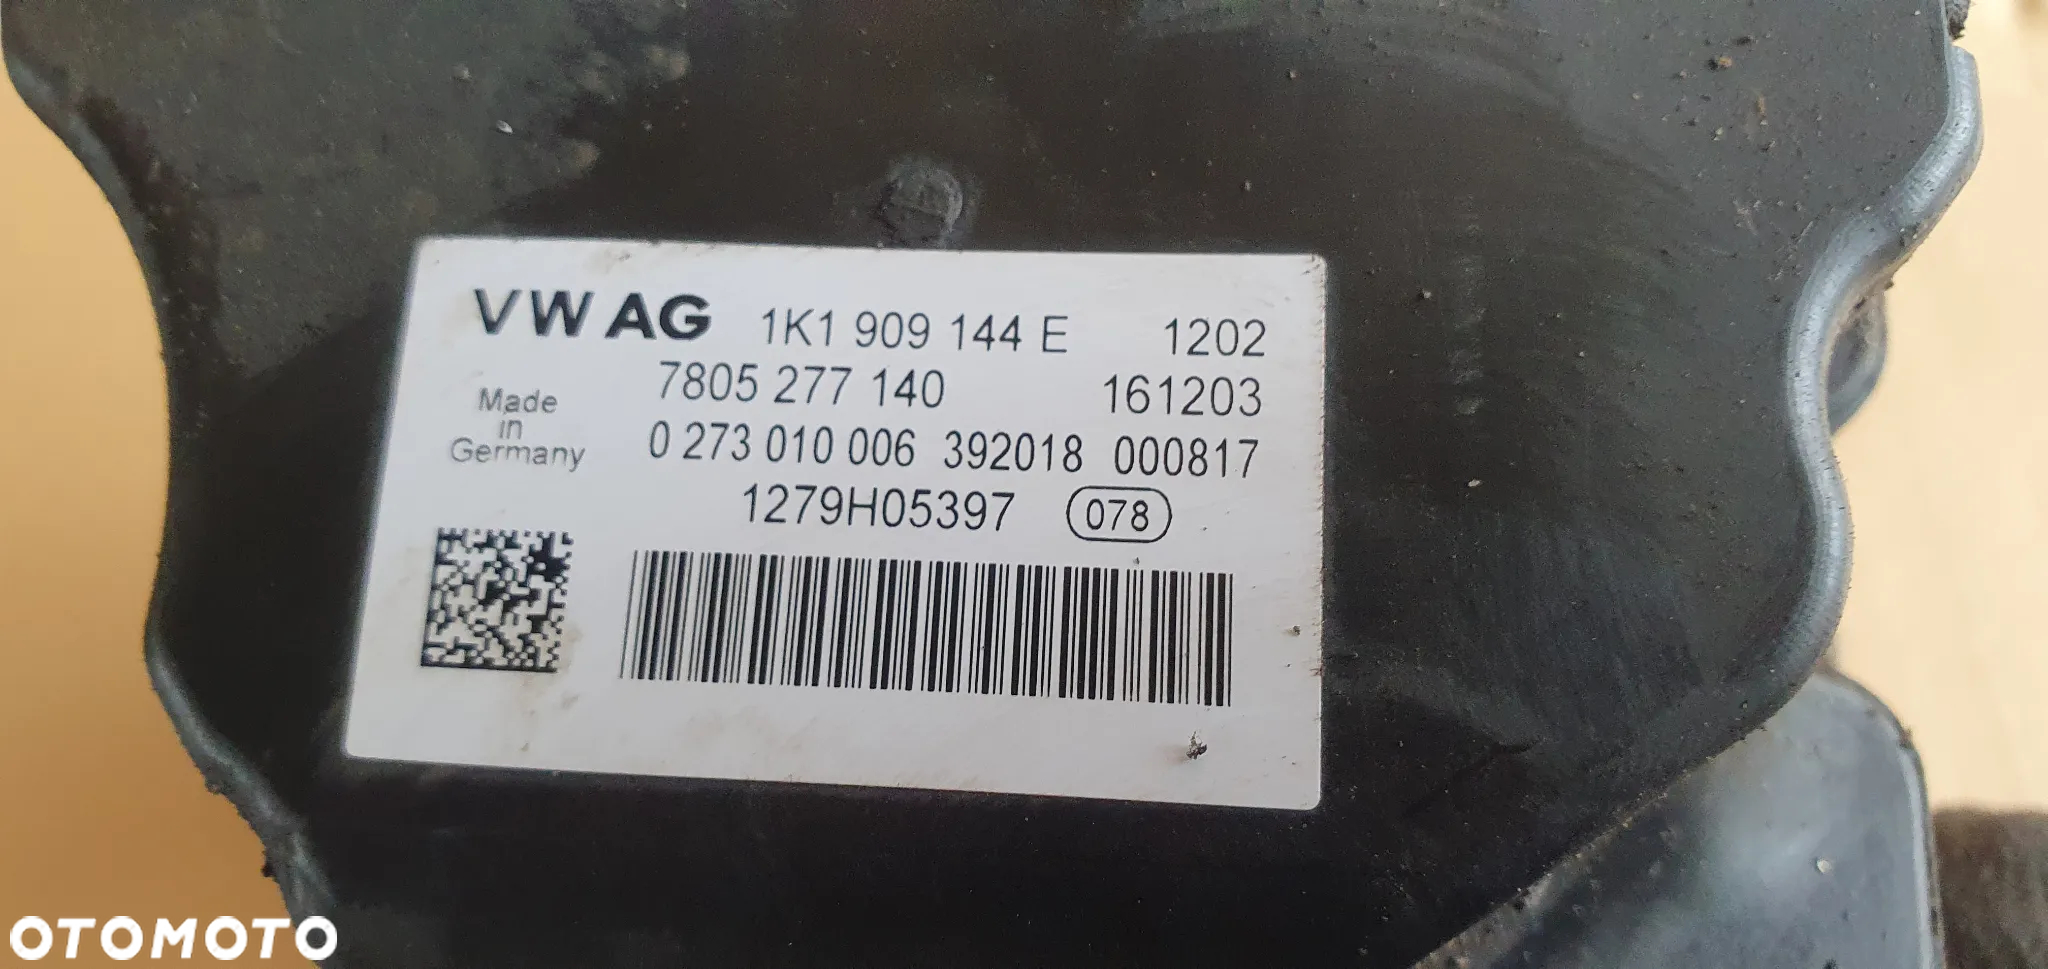 VW AG 1K1 909 144 E 1202
7805 277 140 161203
Made
in
Germany
0 273 010 006 392018 000817
1279H05397 078
OTOMOTO